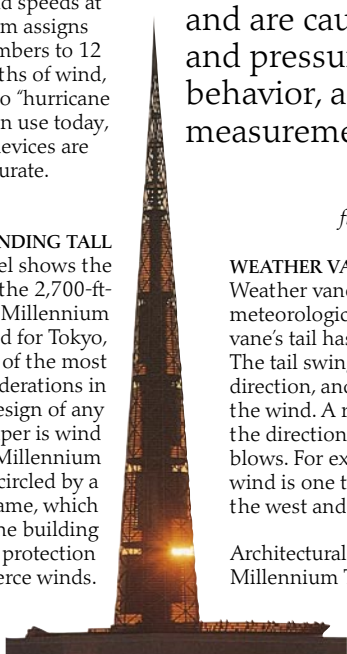 d speeds at
m assigns
mbers to 12
ths of wind,
o “hurricane
n use today,
evices are
urate.
NDING TALL
el shows the
the 2,700-ft-
Millennium
d for Tokyo,
of the most
derations in
esign of any
per is wind
Millennium
circled by a
ame, which
ne building
protection
erce winds.
and are cau
and pressu
behavior, a
measureme
f
WEATHER VA
Weather vane
meteorologic
vane’s tail has
The tail swing
direction, and
the wind. A r
the direction
blows. For ex
wind is one t
the west and
Architectural
Millennium T